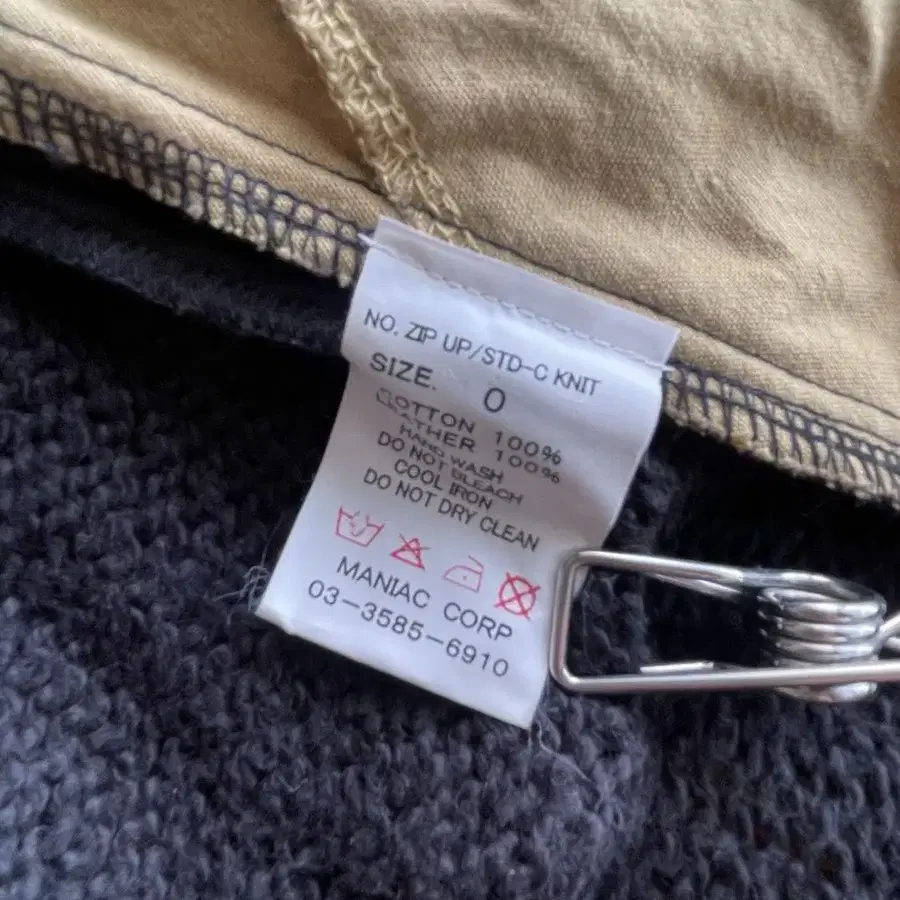 NO. ZIP UP/STD-C KNIT
SIZE. 0
COTTON 100%
ATHER 100%
HAND WASH
DO NOT BLEACH
COOL IRON
DO NOT DRY CLEAN
MANIAC CORP
03-3585-6910